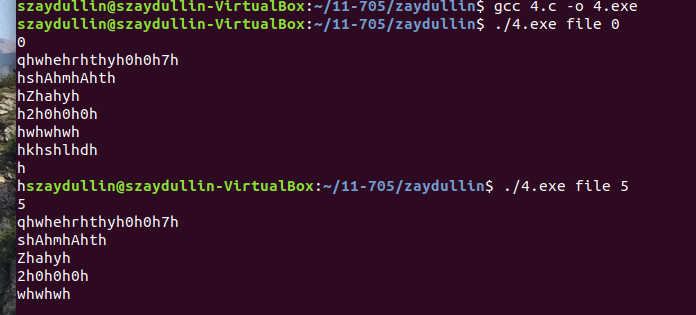 szaydullin@szaydullin-VirtualBox:~/11-705/zaydullin$ gcc 4.c -o 4.exe
szaydullin@szaydullin-VirtualBox:~/11-705/zaydullin$ ./4.exe file 0
0
qhwhehrhthyh0h0h7h
hshAhmhAhth
hZhahyh
h2h0h0h0h
hwhwhwh
hkhshlhdh
h
hszaydullin@szaydullin-VirtualBox:~/11-705/zaydullin$ ./4.exe file 5
5
qhwhehrhthyh0h0h7h
shAhmhAhth
Zhahyh
2h0h0h0h
whwhwh